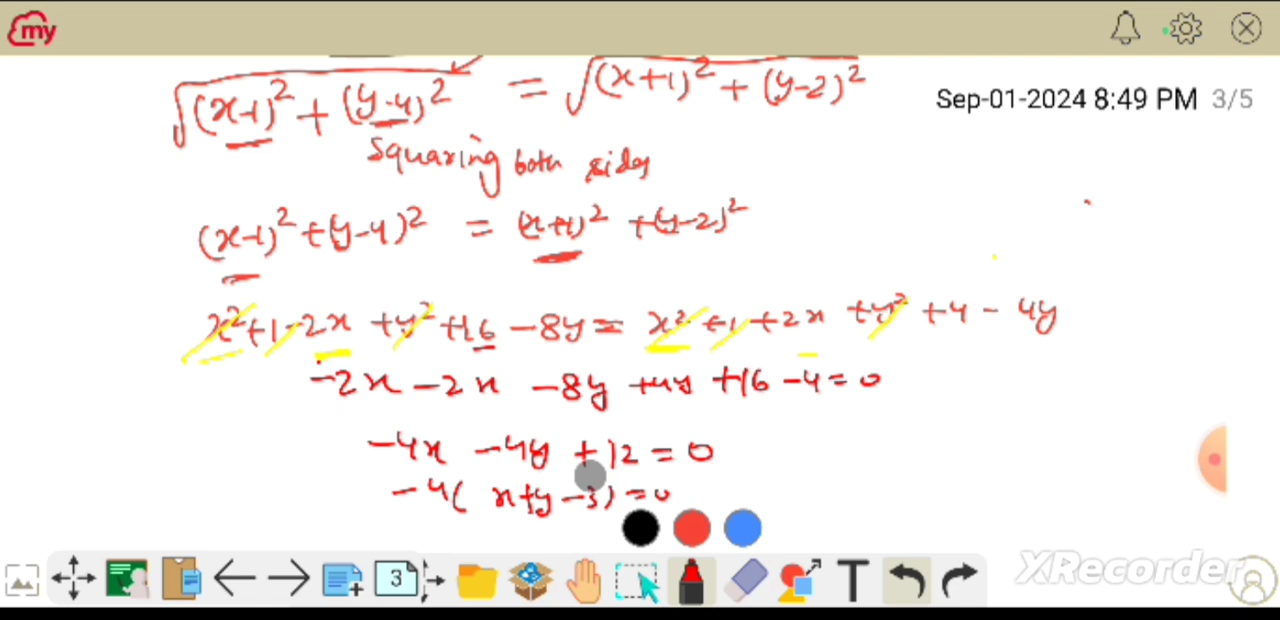 my
√(x-1)² + (y-4)² = √(x+1)² + (y-2)²
Sep-01-2024 8:49 PM 3/5
Squaring both sides
(x-1)² + (y-4)² = (x+1)² + (y-2)²
x² + 1 - 2x + y² + 16 - 8y = x² + 1 + 2x + y² + 4 - 4y
-2x - 2x - 8y + 4y + 16 - 4 = 0
-4x - 4y + 12 = 0
-4( x+y-3) = 0
3
T
XRecorder